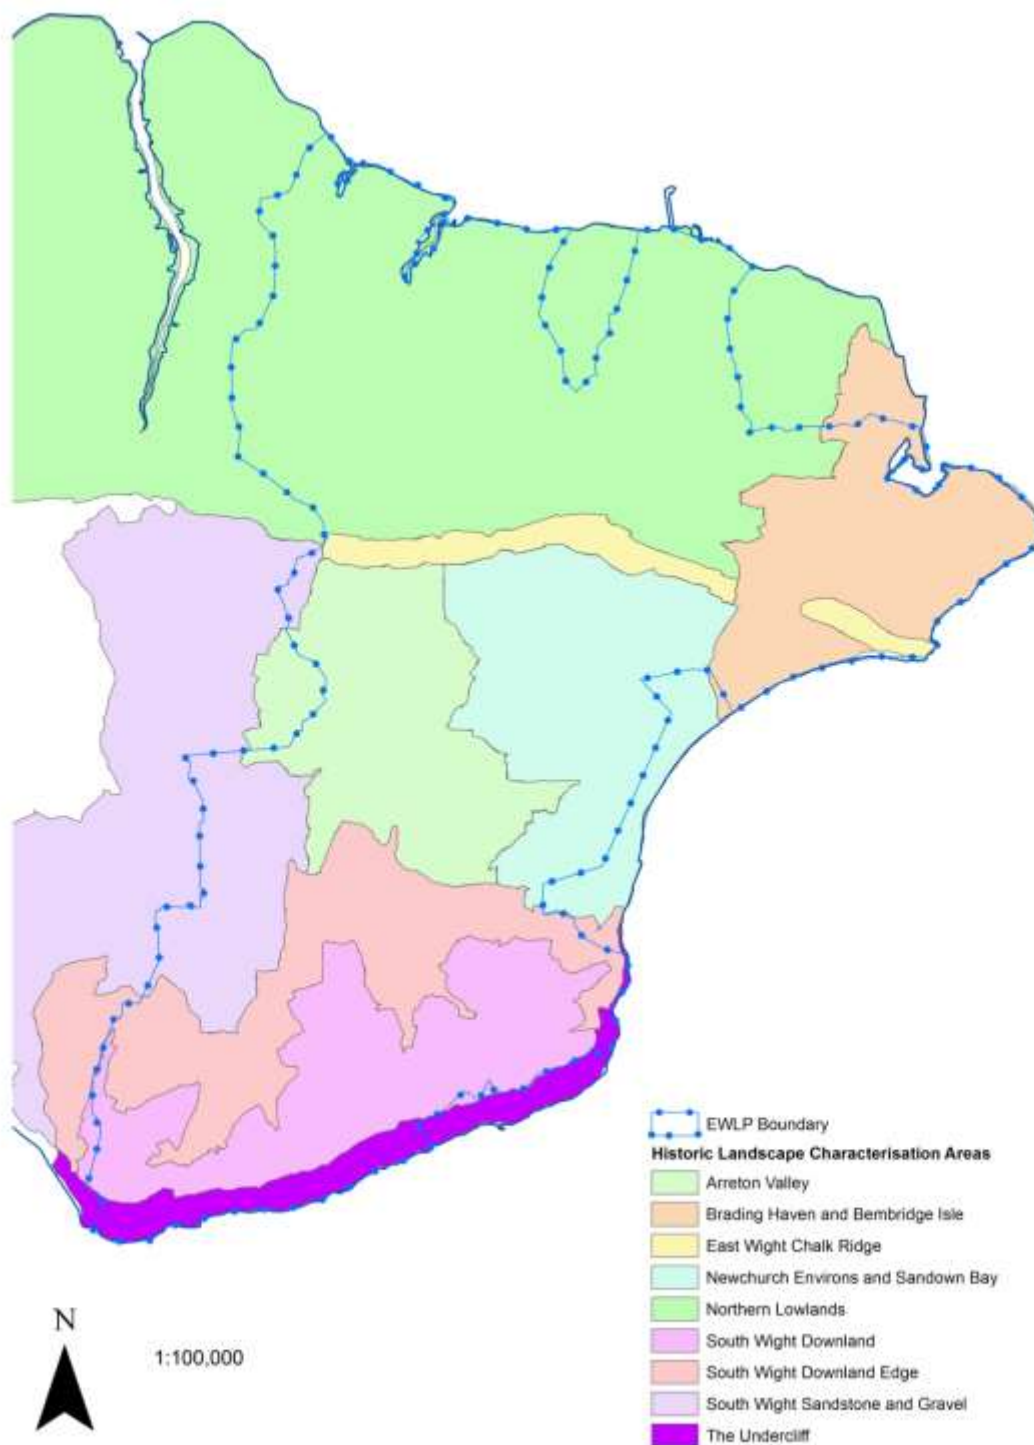 EWLP Boundary
Historic Landscape Characterisation Areas
Arreton Valley
Brading Haven and Bembridge Isle
East Wight Chalk Ridge
Newchurch Environs and Sandown Bay
Northern Lowlands
South Wight Downland
South Wight Downland Edge
South Wight Sandstone and Gravel
The Undercliff
N
1:100,000